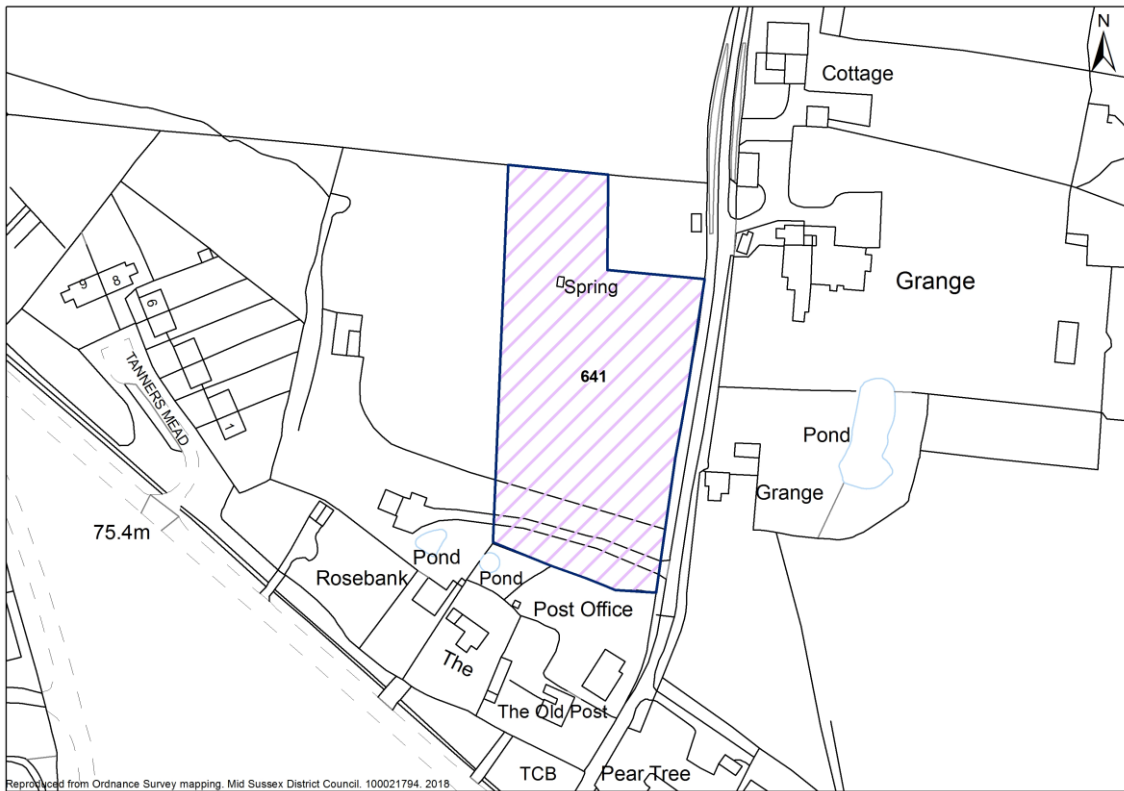 N
Cottage
Spring
Grange
641
9
8
6
1
TANNERS MEAD
Pond
Grange
75.4m
Pond
Pond
Rosebank
Post Office
The
The Old Post
TCB
Pear Tree
Reproduced from Ordnance Survey mapping. Mid Sussex District Council. 100021794. 2018